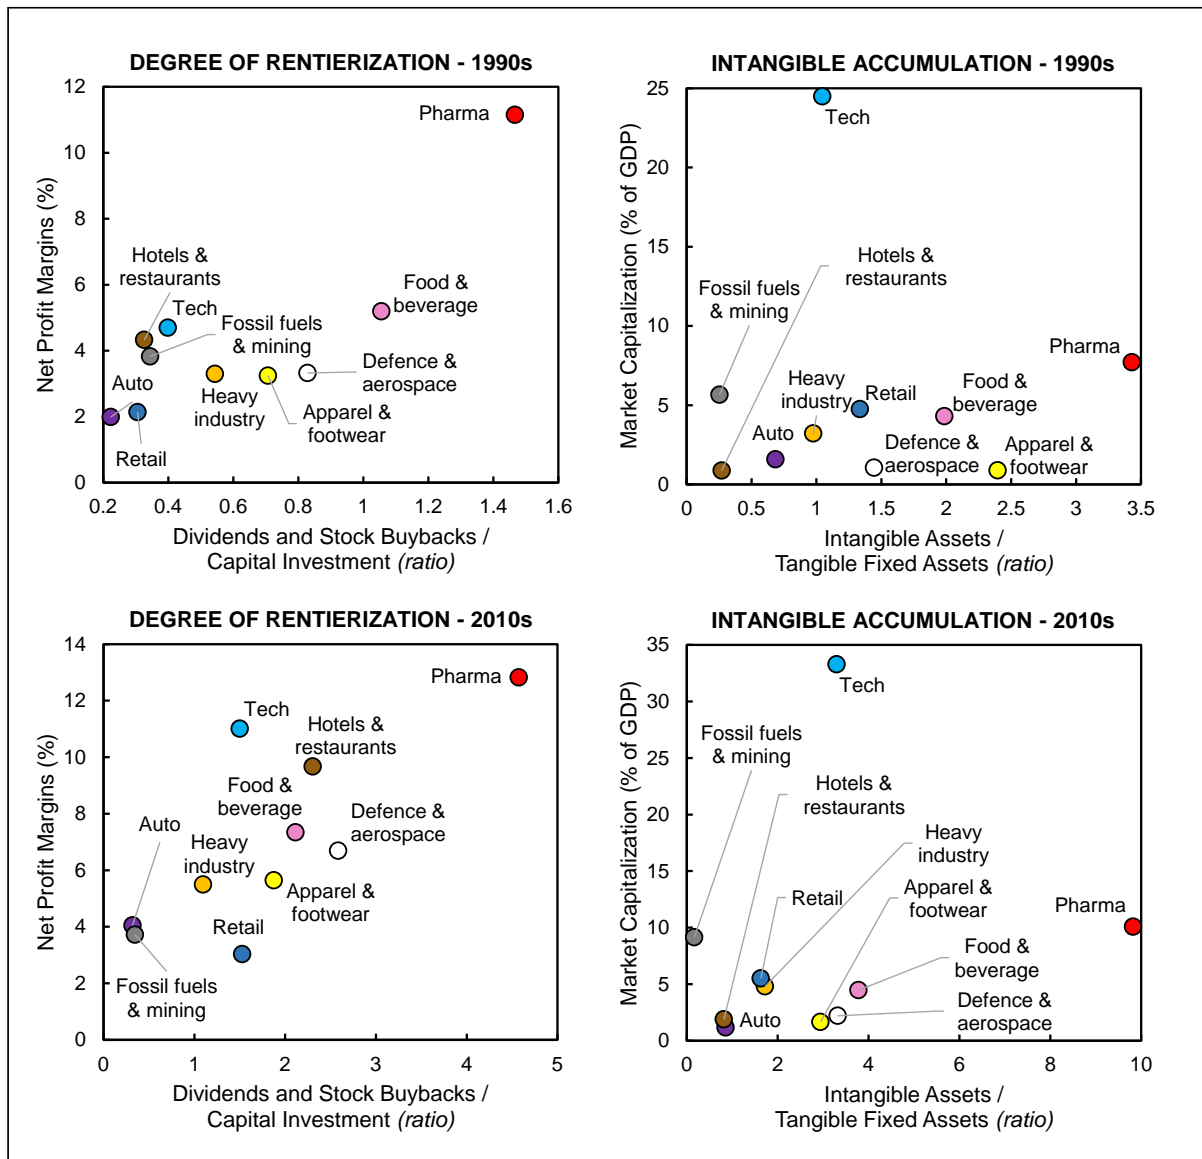 DEGREE OF RENTIERIZATION - 1990s
Net Profit Margins (%)
12
10
8
6
4
2
0
Pharma
Hotels &
restaurants
Tech
Fossil fuels
& mining
Food &
beverage
Auto
Retail
Heavy
industry
Apparel &
footwear
Defence &
aerospace
0.2
0.4
0.6
0.8
1
1.2
1.4
1.6
Dividends and Stock Buybacks /
Capital Investment (ratio)
INTANGIBLE ACCUMULATION - 1990s
Market Capitalization (% of GDP)
25
20
15
10
5
0
Tech
Hotels &
restaurants
Fossil fuels
& mining
Pharma
Heavy
industry
Retail
Food &
beverage
Auto
Defence &
aerospace
Apparel &
footwear
0
0.5
1
1.5
2
2.5
3
3.5
Intangible Assets /
Tangible Fixed Assets (ratio)
DEGREE OF RENTIERIZATION - 2010s
Net Profit Margins (%)
14
12
10
8
6
4
2
0
Pharma
Tech
Hotels &
restaurants
Food &
beverage
Defence &
aerospace
Auto
Heavy
industry
Apparel &
footwear
Retail
Fossil fuels
& mining
0
1
2
3
4
5
Dividends and Stock Buybacks /
Capital Investment (ratio)
INTANGIBLE ACCUMULATION - 2010s
Market Capitalization (% of GDP)
35
30
25
20
15
10
5
0
Tech
Fossil fuels
& mining
Hotels &
restaurants
Heavy
industry
Retail
Apparel &
footwear
Pharma
Food &
beverage
Auto
Defence &
aerospace
0
2
4
6
8
10
Intangible Assets /
Tangible Fixed Assets (ratio)